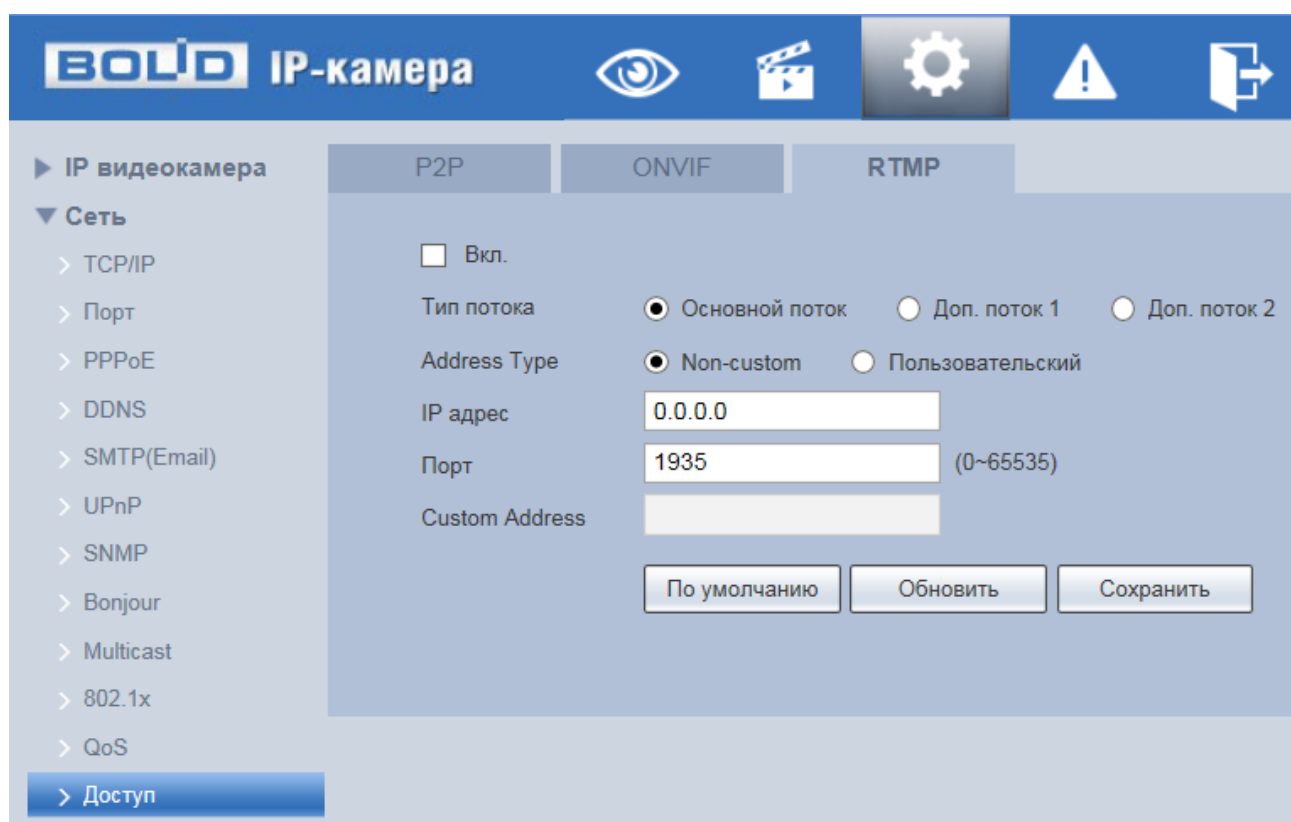 BOLID IP-камера
IP видеокамера
Сеть
TCP/IP
Порт
PPPoE
DDNS
SMTP(Email)
UPnP
SNMP
Bonjour
Multicast
802.1x
QoS
Доступ
P2P ONVIF RTMP
Вкл.
Тип потока Основной поток Доп. поток 1 Доп. поток 2
Address Type Non-custom Пользовательский
IP адрес 0.0.0.0
Порт 1935 (0~65535)
Custom Address
По умолчанию Обновить Сохранить